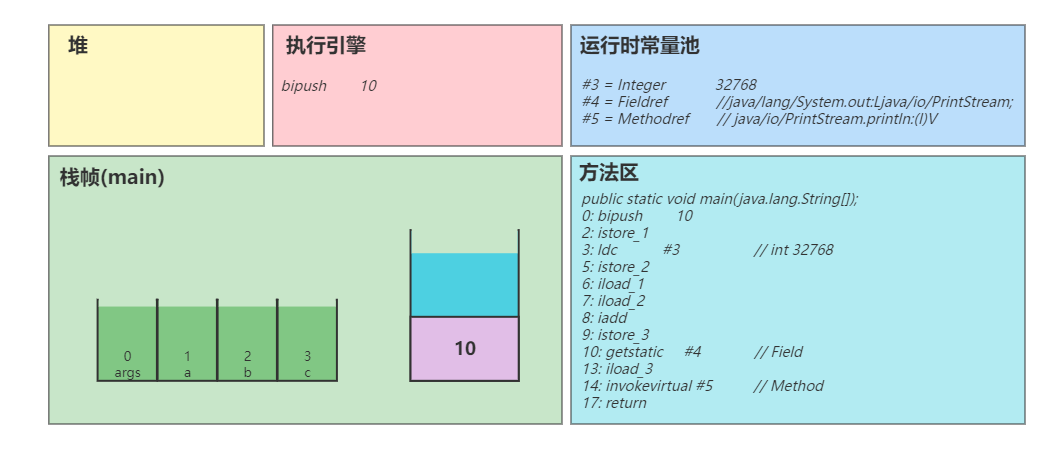 堆
执行引擎
bipush 10
运行时常量池
#3 = Integer 32768
#4 = Fieldref //java/lang/System.out:Ljava/io/PrintStream;
#5 = Methodref // java/io/PrintStream.println:(I)V
栈帧(main)
0 1 2 3
args a b c
10
方法区
public static void main(java.lang.String[]);
0: bipush 10
2: istore_1
3: ldc #3 // int 32768
5: istore_2
6: iload_1
7: iload_2
8: iadd
9: istore_3
10: getstatic #4 // Field
13: iload_3
14: invokevirtual #5 // Method
17: return